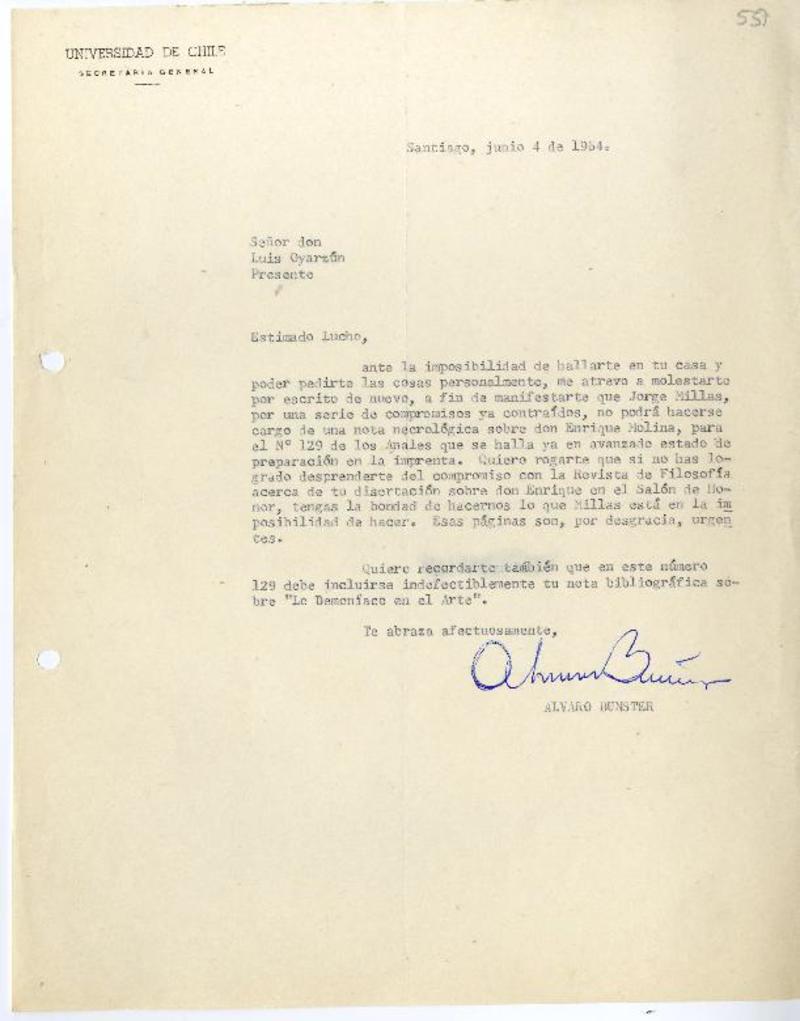 55)
UNIVERSIDAD DE CHILE
SECRETARIA GENERAL
Santiago, junio 4 de 1964.
Señor don
Luis Oyarzún
Presente
Estimado Lucho,
ante la imposibilidad de hallarte en tu casa y
poder pedirte las cosas personalmente, me atrevo a molestarte
por escrito de nuevo, a fin de manifestarte que Jorge Millas,
por una serie de compromisos ya contraídos, no podrá hacerse
cargo de una nota necrológica sobre don Enrique Molina, para
el Nº 129 de los Anales que se halla ya en avanzado estado de
preparación en la imprenta. Quiero rogarte que si no has lo-
grado desprenderte del compromiso con la Revista de Filosofía
acerca de tu disertación sobre don Enrique en el Salón de Ho-
nor, tengas la bondad de hacernos lo que Millas está en la im
posibilidad de hacer. Esas páginas son, por desgracia, urgen
tes.
Quiero recordarte también que en este número
129 debe incluirse indefectiblemente tu nota bibliográfica so-
bre "Lo Demoníaco en el Arte".
Te abraza afectuosamente,
Alvaro Bunster
ALVARO BUNSTER